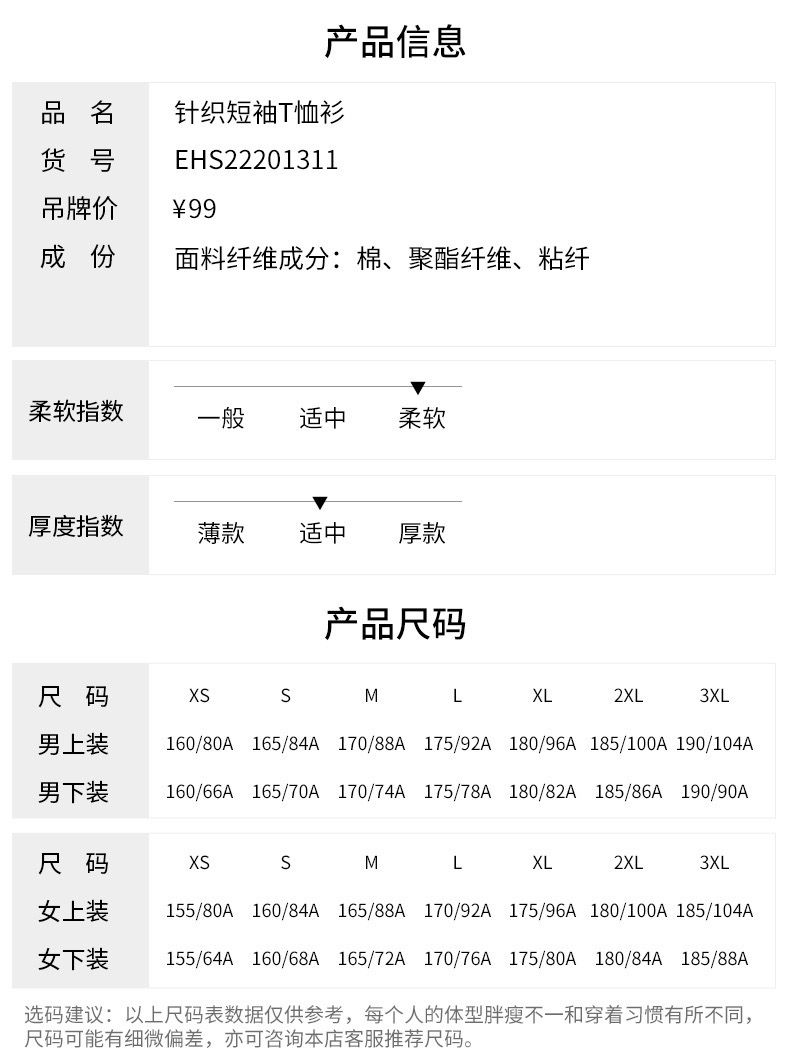 产品信息
品 名 针织短袖T恤衫
货 号 EHS22201311
吊牌价 ¥99
成 份 面料纤维成分：棉、聚酯纤维、粘纤
柔软指数 一般 适中 柔软
厚度指数 薄款 适中 厚款
产品尺码
尺 码 XS S M L XL 2XL 3XL
男上装 160/80A 165/84A 170/88A 175/92A 180/96A 185/100A 190/104A
男下装 160/66A 165/70A 170/74A 175/78A 180/82A 185/86A 190/90A
尺 码 XS S M L XL 2XL 3XL
女上装 155/80A 160/84A 165/88A 170/92A 175/96A 180/100A 185/104A
女下装 155/64A 160/68A 165/72A 170/76A 175/80A 180/84A 185/88A
选码建议：以上尺码表数据仅供参考，每个人的体型胖瘦不一和穿着习惯有所不同，
尺码可能有细微偏差，亦可咨询本店客服推荐尺码。